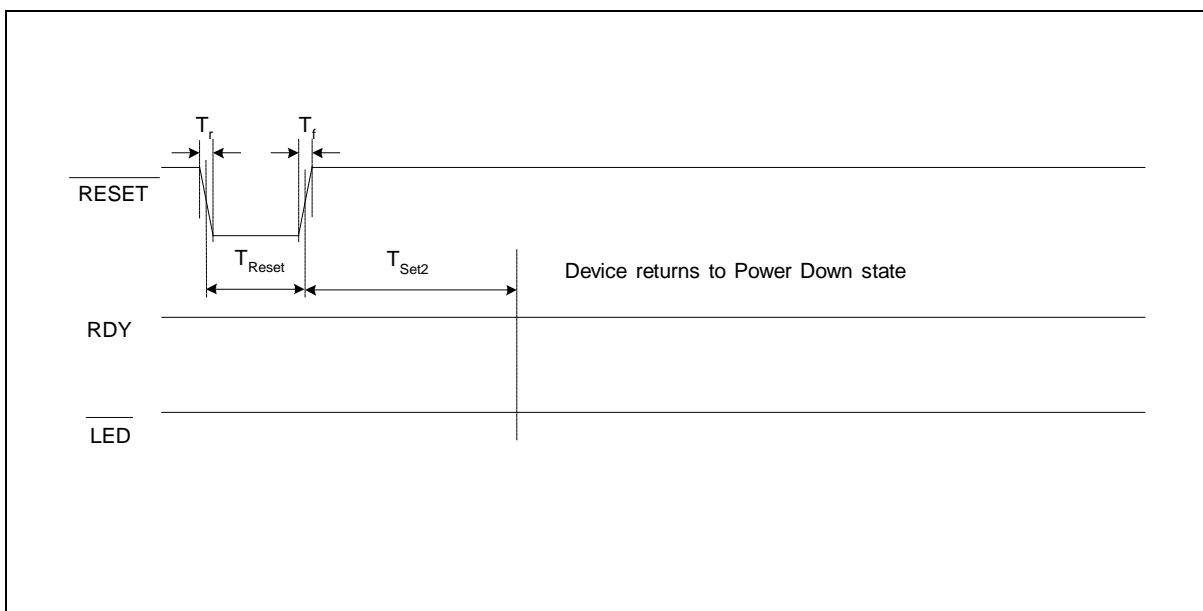 Tr Tf
RESET
TReset TSet2 Device returns to Power Down state
RDY
LED